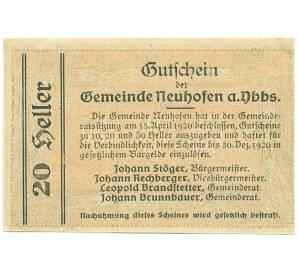 20 Heller
Gutschein
der
Gemeinde Neuhofen a. Ybbs.
Die Gemeinde Neuhofen hat in der Gemeinde-
ratssitzung am 15. April 1920 beschlossen, Gutscheine
zu 10, 20 und 50 Heller auszugeben und haftet für
die Verbindlichkeit, diese Scheine bis 30. Dez. 1920 in
gesetzlichem Bargelde einzulösen.
Johann Stöger, Bürgermeister.
Johann Rechberger, Vicebürgermeister.
Leopold Brandstetter, Gemeinderat.
Johann Brunnbauer, Gemeinderat.
Nachahmung dieses Scheines wird gesetzlich bestraft.